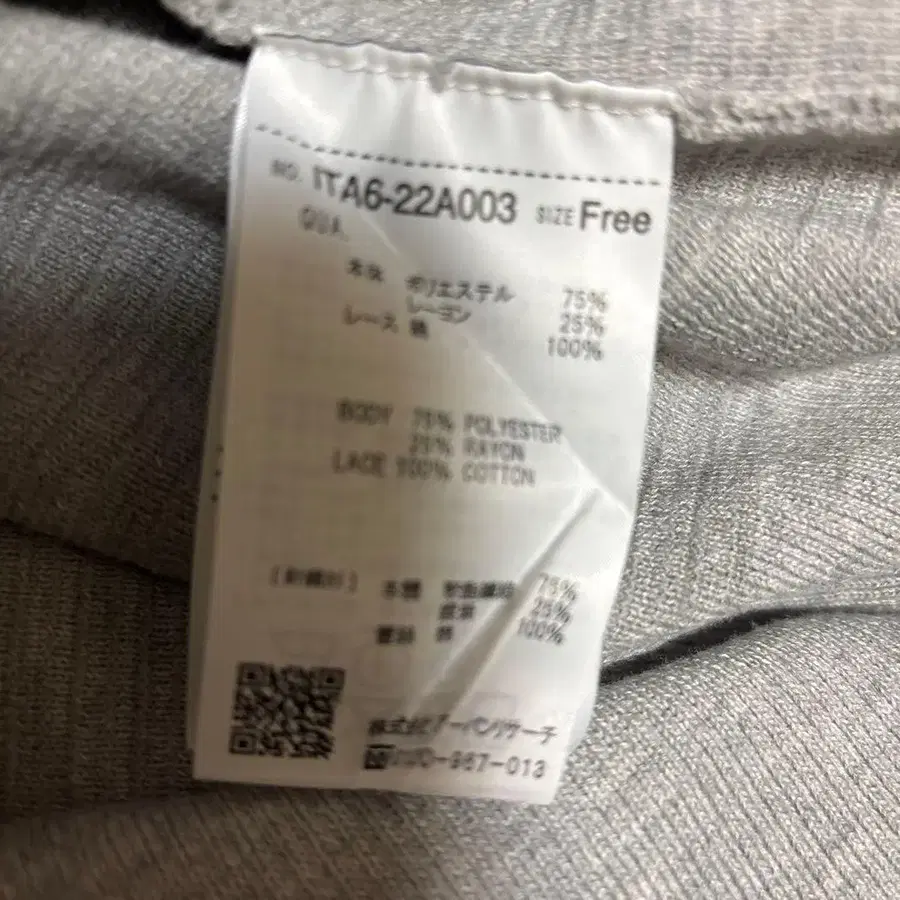 NO. ITA6-22A003 SIZE Free
QUA.
本体 ポリエステル 75%
レーヨン 25%
レース 綿 100%
BODY 75% POLYESTER
25% RAYON
LACE 100% COTTON
75%
25%
100%
株式会社アーバンリサーチ
-967-013